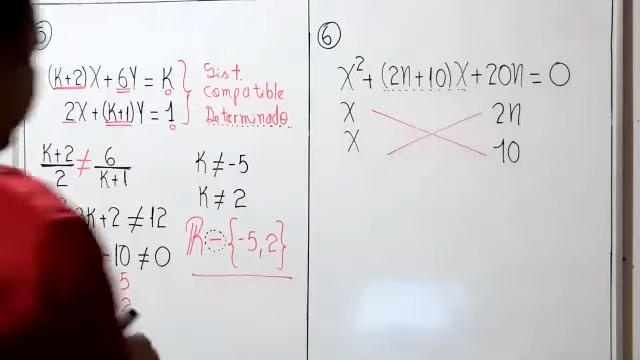 5
(K+2)X + 6Y = K
2X + (K+1)Y = 1
Sist.
Compatible
Determinado
K+2 ≠ 6
2 K+1
K+2 ≠ 12
-10 ≠ 0
5
2
K ≠ -5
K ≠ 2
ℝ - {-5, 2}
6
X² + (2n+10)X + 20n = 0
X 2n
X 10